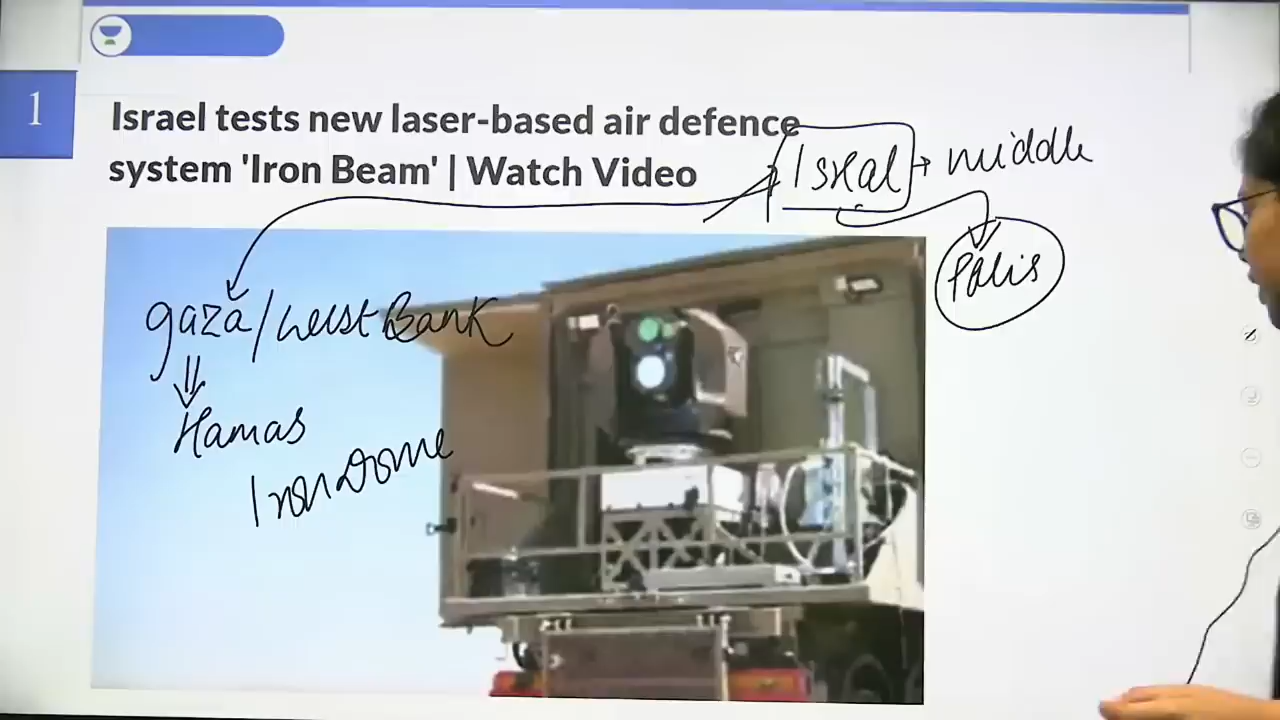 1
Israel tests new laser-based air defence
system 'Iron Beam' | Watch Video
Isral → middle
Palis
gaza/West Bank
Hamas
Iron Dome